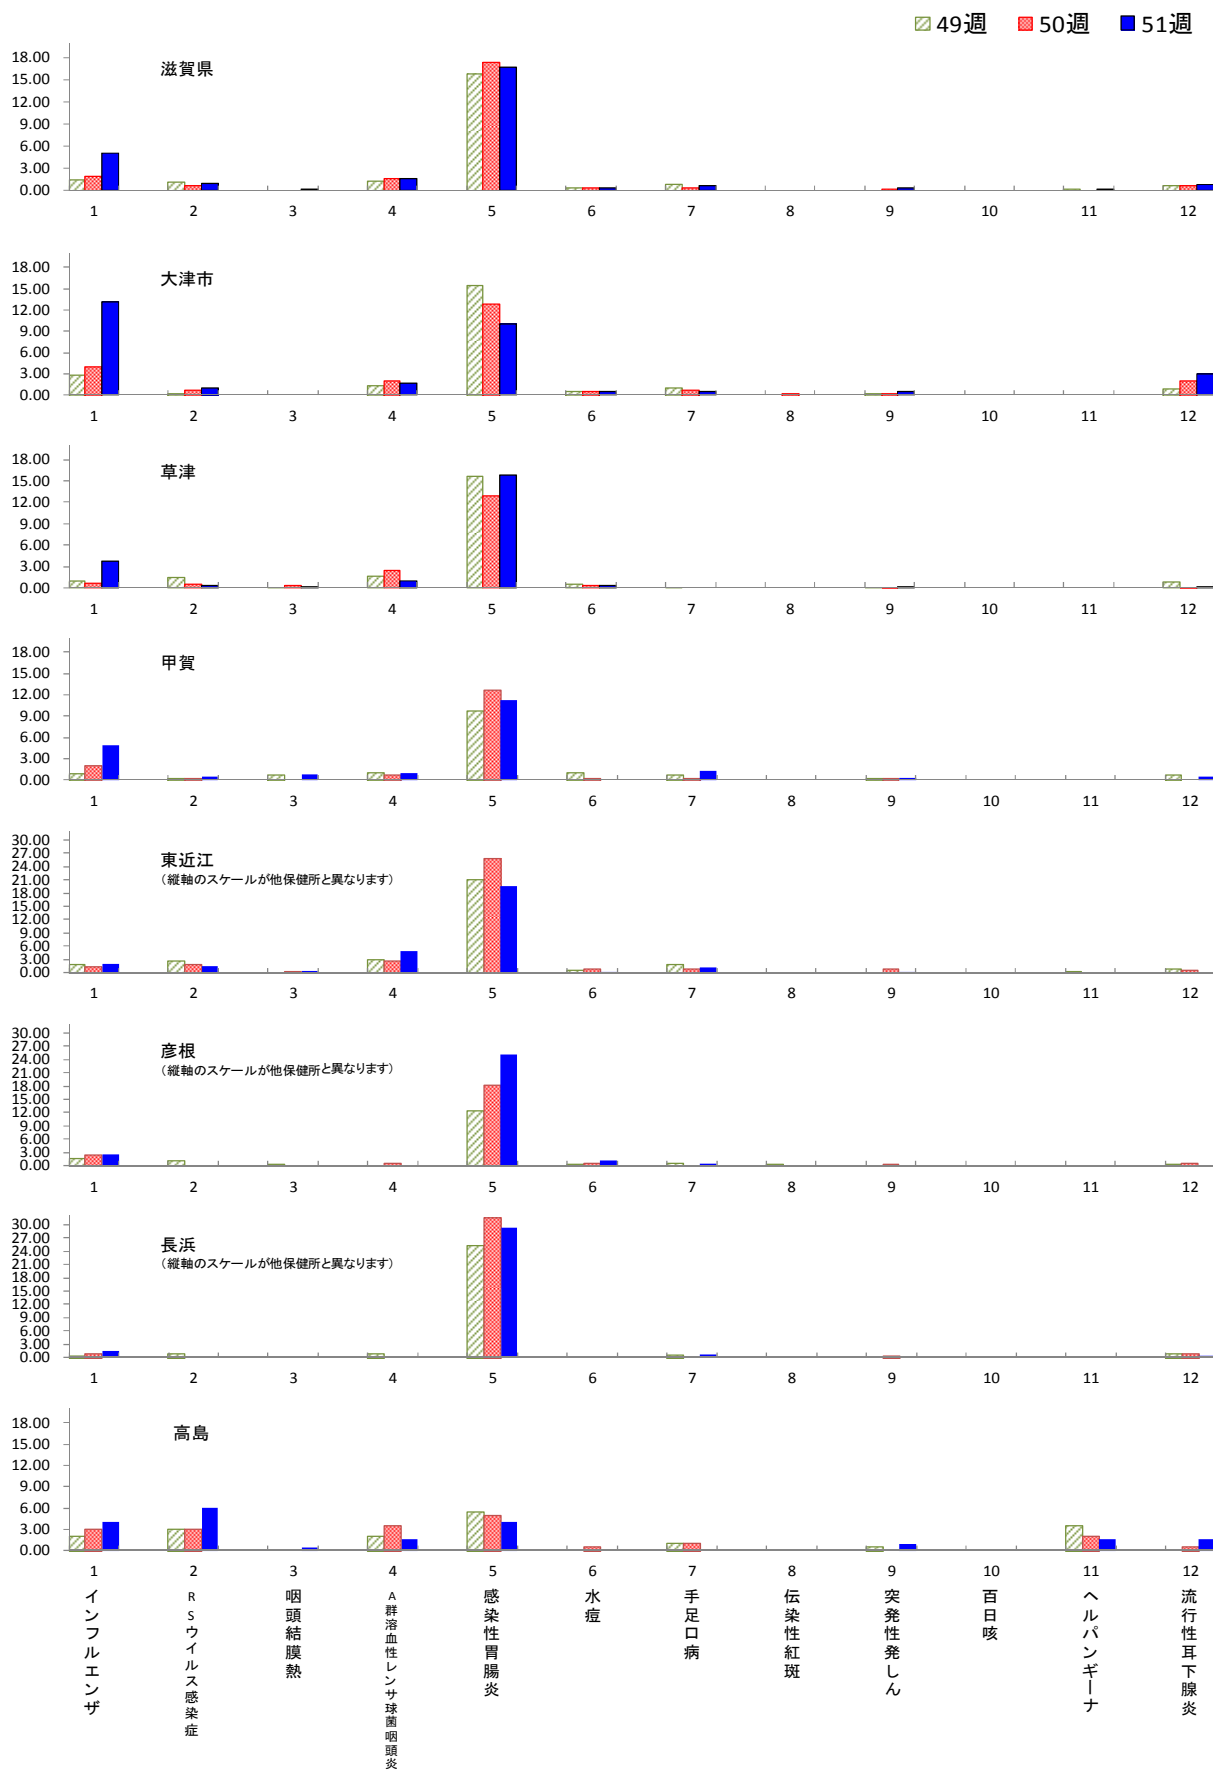 49週 50週 51週
滋賀県
18.00
15.00
12.00
9.00
6.00
3.00
0.00
1 2 3 4 5 6 7 8 9 10 11 12
大津市
18.00
15.00
12.00
9.00
6.00
3.00
0.00
1 2 3 4 5 6 7 8 9 10 11 12
草津
18.00
15.00
12.00
9.00
6.00
3.00
0.00
1 2 3 4 5 6 7 8 9 10 11 12
甲賀
18.00
15.00
12.00
9.00
6.00
3.00
0.00
1 2 3 4 5 6 7 8 9 10 11 12
東近江
（縦軸のスケールが他保健所と異なります）
30.00
27.00
24.00
21.00
18.00
15.00
12.00
9.00
6.00
3.00
0.00
1 2 3 4 5 6 7 8 9 10 11 12
彦根
（縦軸のスケールが他保健所と異なります）
30.00
27.00
24.00
21.00
18.00
15.00
12.00
9.00
6.00
3.00
0.00
1 2 3 4 5 6 7 8 9 10 11 12
長浜
（縦軸のスケールが他保健所と異なります）
30.00
27.00
24.00
21.00
18.00
15.00
12.00
9.00
6.00
3.00
0.00
1 2 3 4 5 6 7 8 9 10 11 12
高島
18.00
15.00
12.00
9.00
6.00
3.00
0.00
1 2 3 4 5 6 7 8 9 10 11 12
インフルエンザ
RSウイルス感染症
咽頭結膜熱
A群溶血性レンサ球菌咽頭炎
感染性胃腸炎
水痘
手足口病
伝染性紅斑
突発性発しん
百日咳
ヘルパンギーナ
流行性耳下腺炎